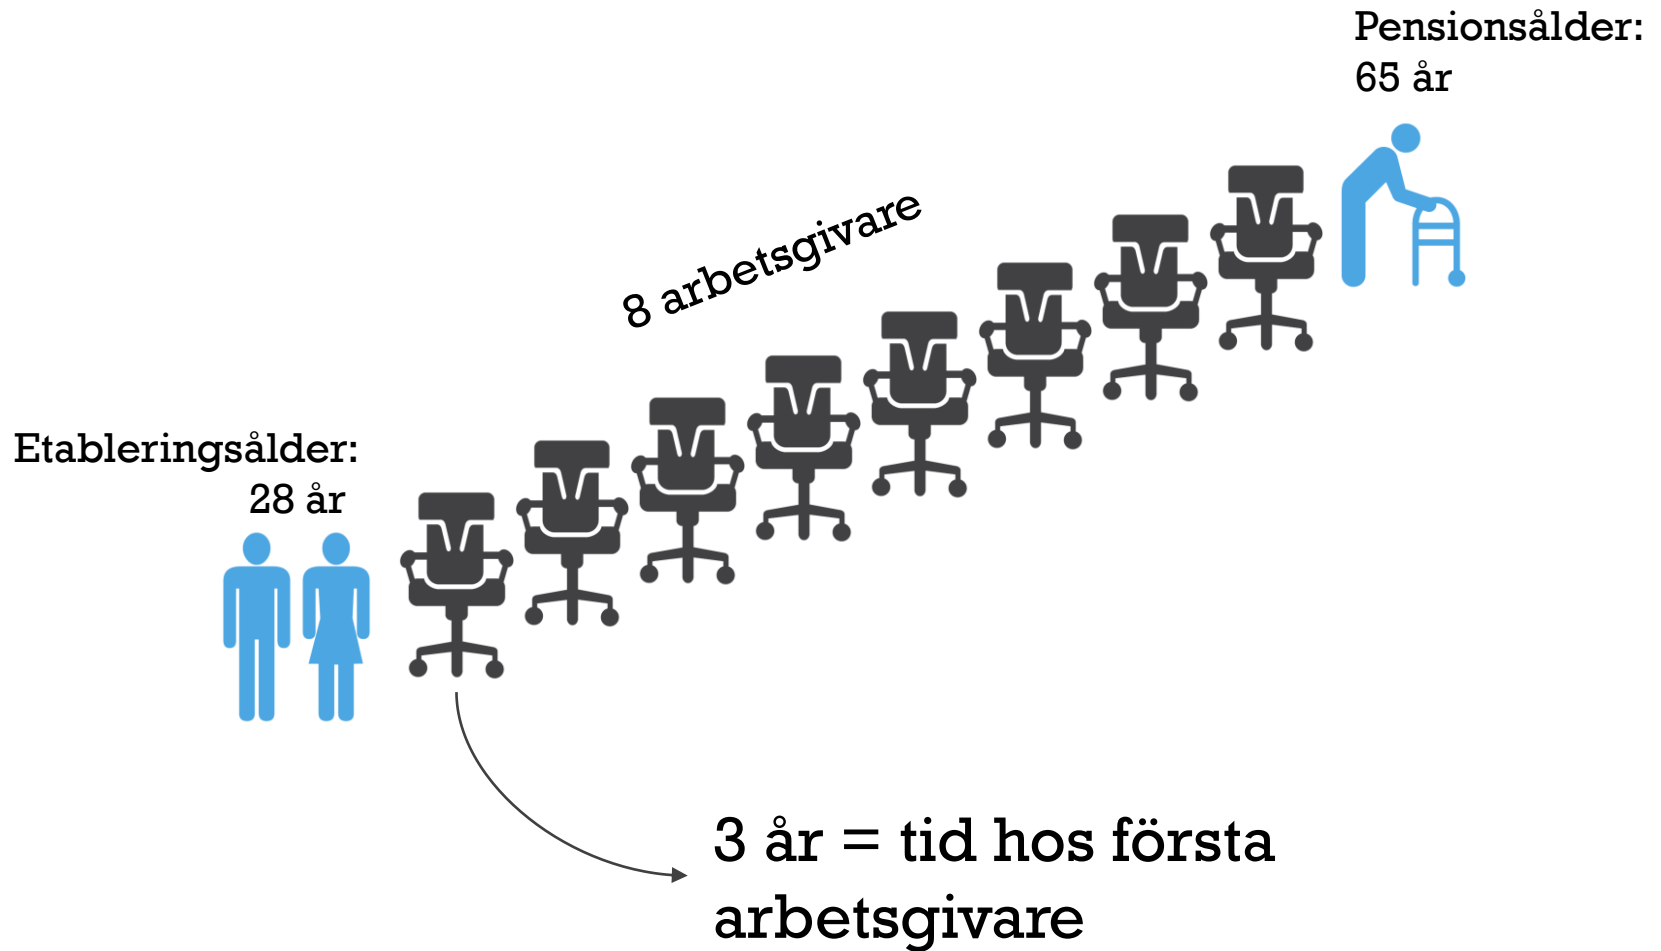 Pensionsålder:
65 år
8 arbetsgivare
Etableringsålder:
28 år
3 år = tid hos första
arbetsgivare